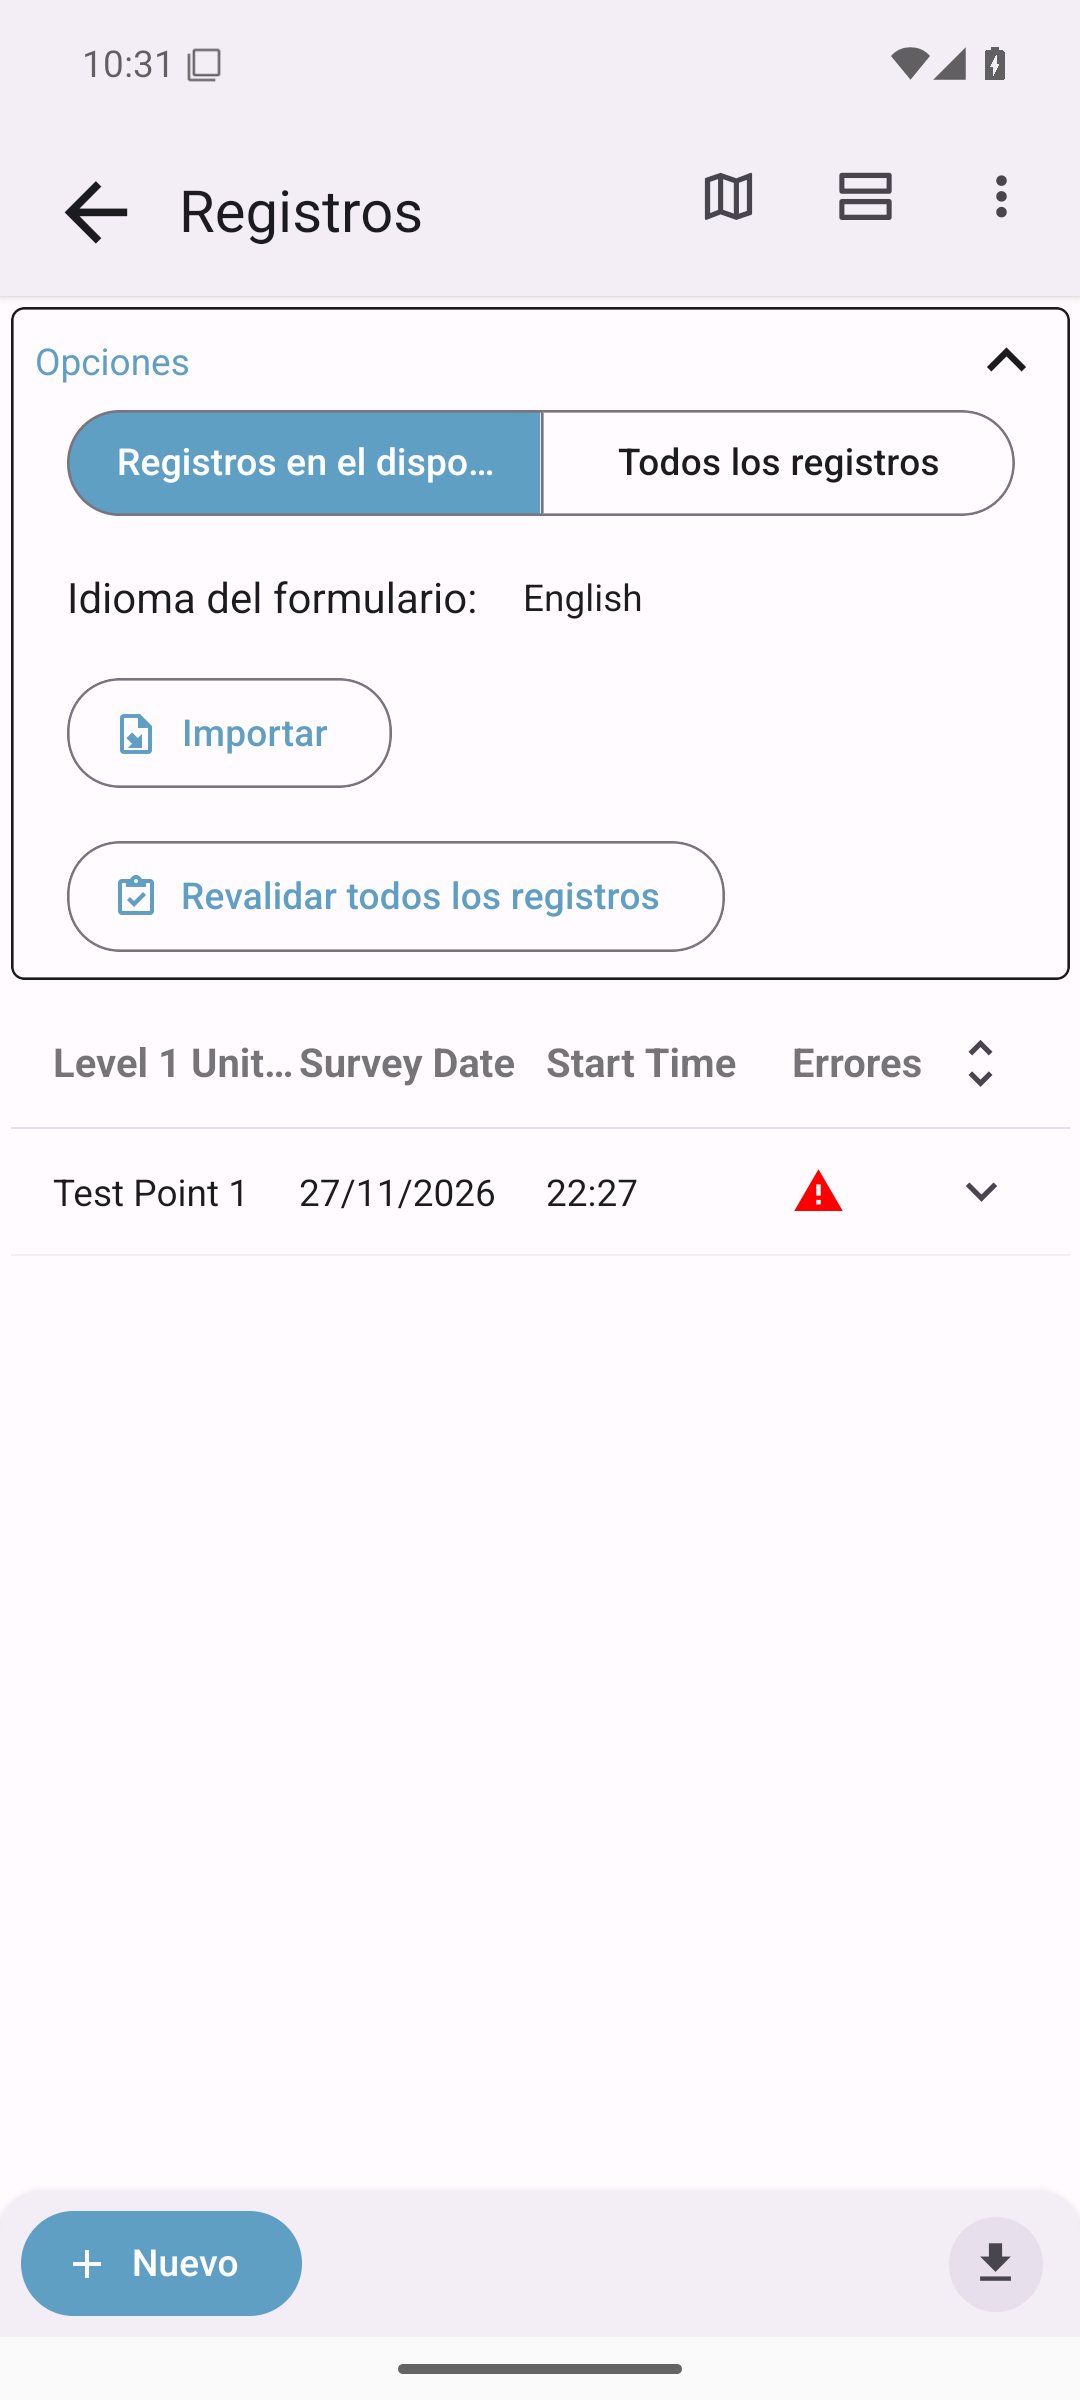 10:31
Registros
Opciones
Registros en el dispo...
Todos los registros
Idioma del formulario: English
Importar
Revalidar todos los registros
Level 1 Unit... Survey Date Start Time Errores
Test Point 1 27/11/2026 22:27
Nuevo